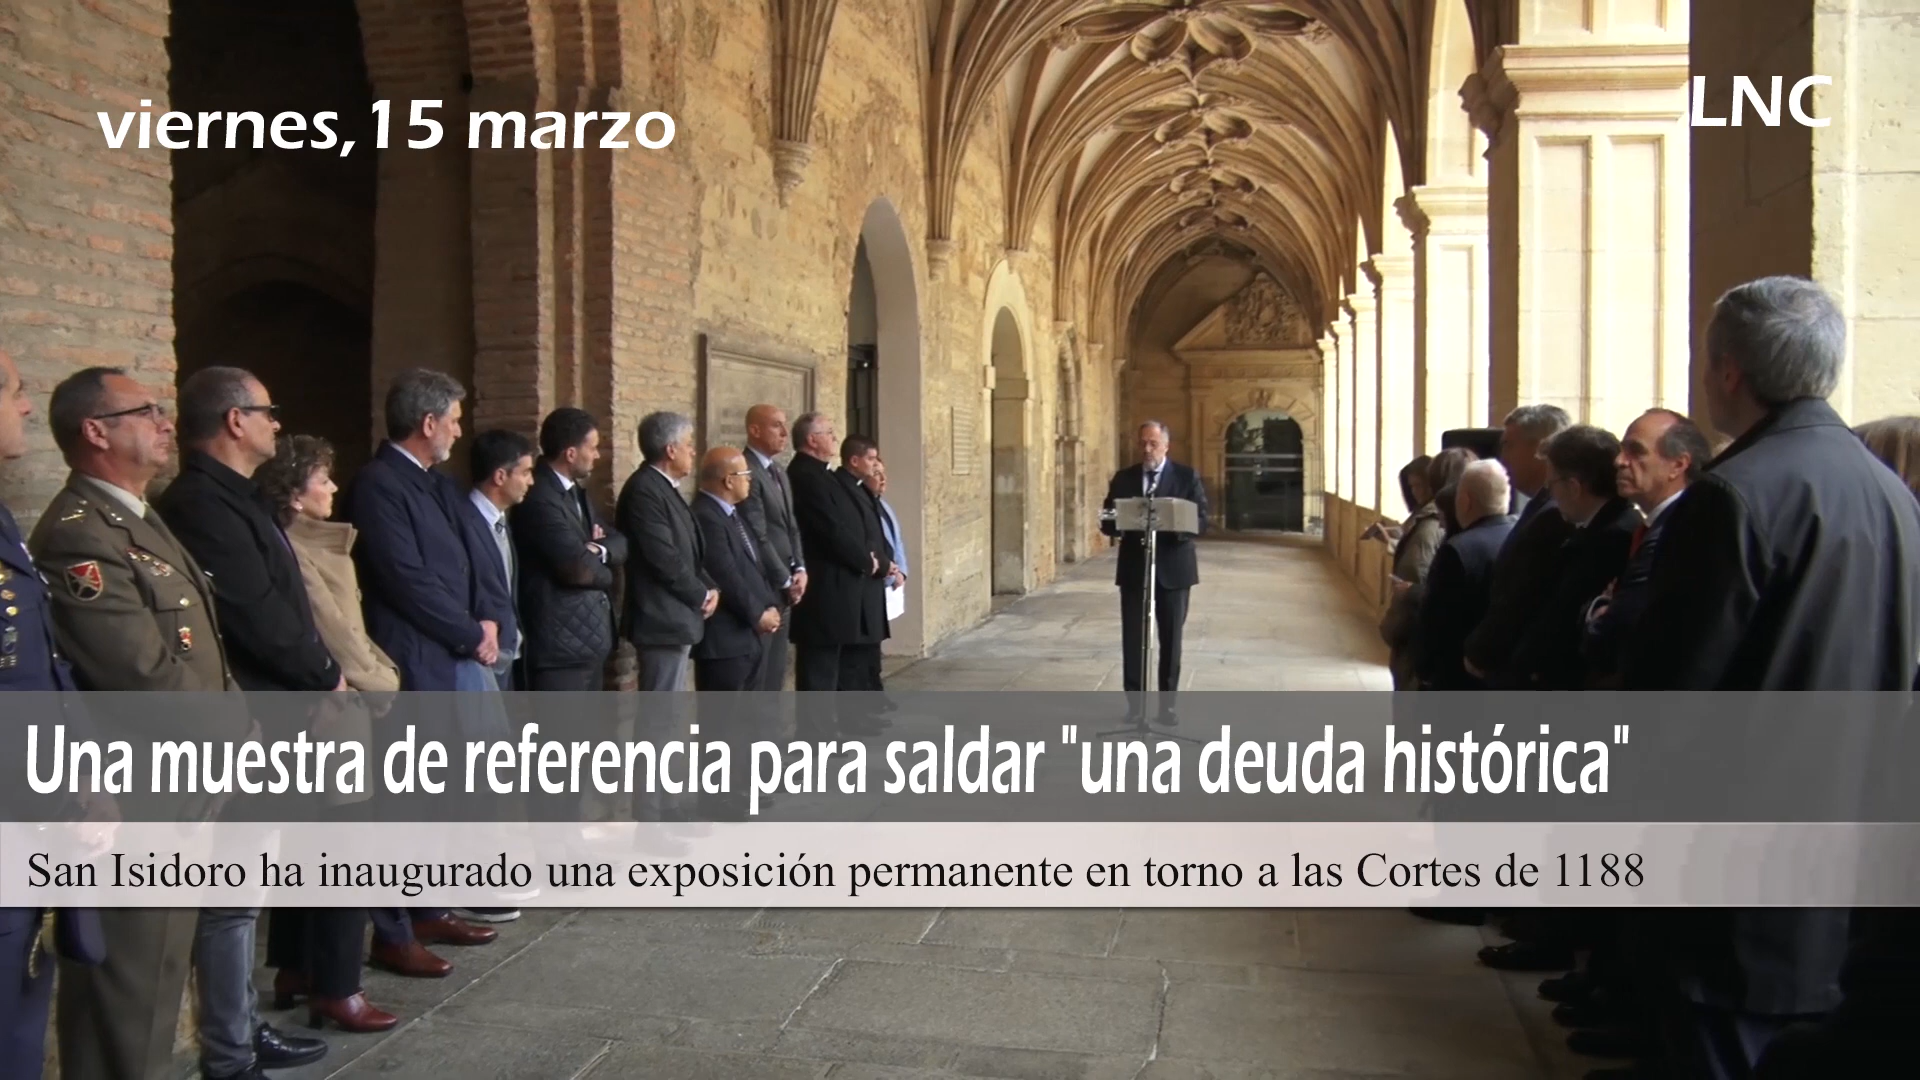 viernes, 15 marzo
LNC
Una muestra de referencia para saldar "una deuda histórica"
San Isidoro ha inaugurado una exposición permanente en torno a las Cortes de 1188